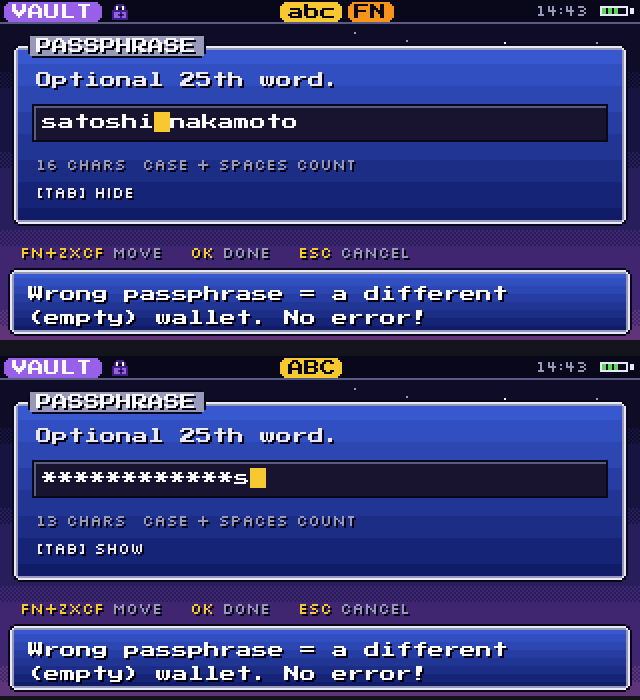 VAULT abc FN 14:43
PASSPHRASE
Optional 25th word.
satoshi nakamoto
16 CHARS CASE + SPACES COUNT
[TAB] HIDE
FN+ZXCF MOVE OK DONE ESC CANCEL
Wrong passphrase = a different
(empty) wallet. No error!
VAULT ABC 14:43
PASSPHRASE
Optional 25th word.
************s
13 CHARS CASE + SPACES COUNT
[TAB] SHOW
FN+ZXCF MOVE OK DONE ESC CANCEL
Wrong passphrase = a different
(empty) wallet. No error!